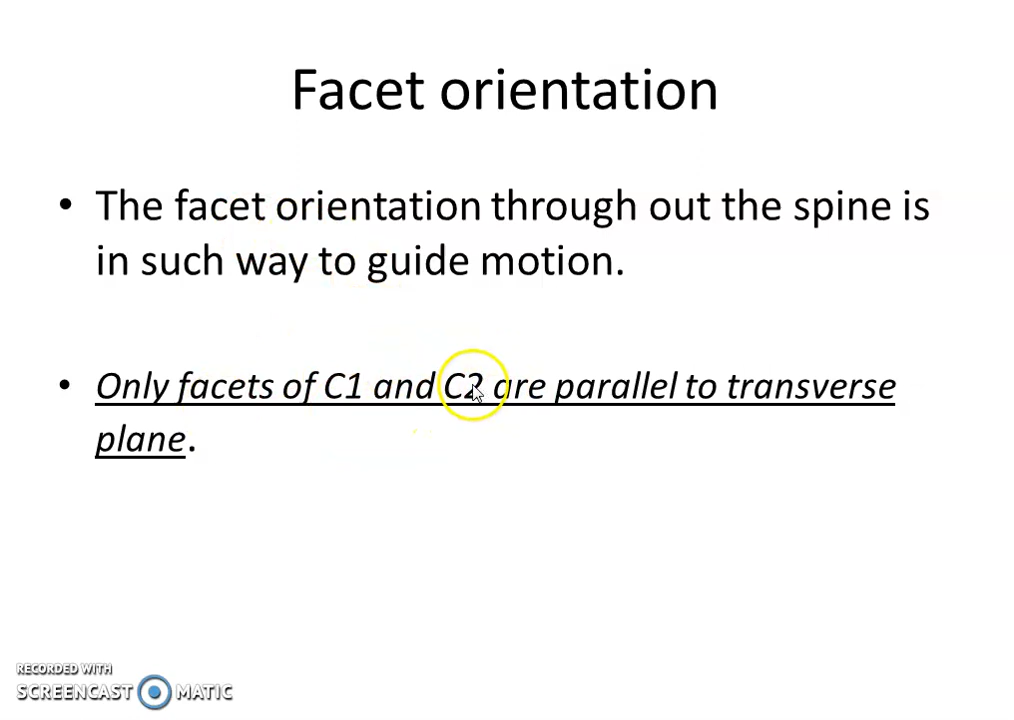 Facet orientation
• The facet orientation through out the spine is
in such way to guide motion.
• Only facets of C1 and C2 are parallel to transverse
plane.
RECORDED WITH
SCREENCAST MATIC